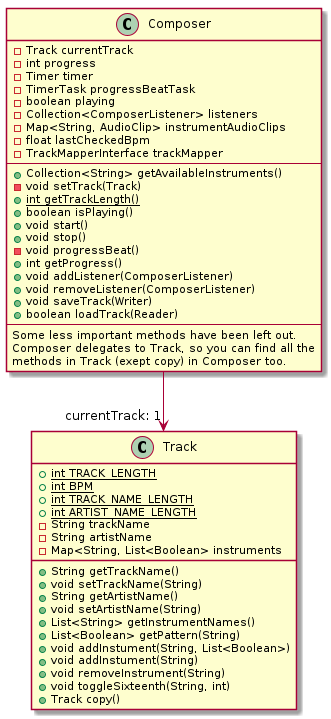 C Composer
Track currentTrack
int progress
Timer timer
TimerTask progressBeatTask
boolean playing
Collection<ComposerListener> listeners
Map<String, AudioClip> instrumentAudioClips
float lastCheckedBpm
TrackMapperInterface trackMapper
Collection<String> getAvailableInstruments()
void setTrack(Track)
int getTrackLength()
boolean isPlaying()
void start()
void stop()
void progressBeat()
int getProgress()
void addListener(ComposerListener)
void removeListener(ComposerListener)
void saveTrack(Writer)
boolean loadTrack(Reader)
Some less important methods have been left out.
Composer delegates to Track, so you can find all the
methods in Track (exept copy) in Composer too.
currentTrack: 1
C Track
int TRACK_LENGTH
int BPM
int TRACK_NAME_LENGTH
int ARTIST_NAME_LENGTH
String trackName
String artistName
Map<String, List<Boolean> instruments
String getTrackName()
void setTrackName(String)
String getArtistName()
void setArtistName(String)
List<String> getInstrumentNames()
List<Boolean> getPattern(String)
void addInstument(String, List<Boolean>)
void addInstument(String)
void removeInstrument(String)
void toggleSixteenth(String, int)
Track copy()